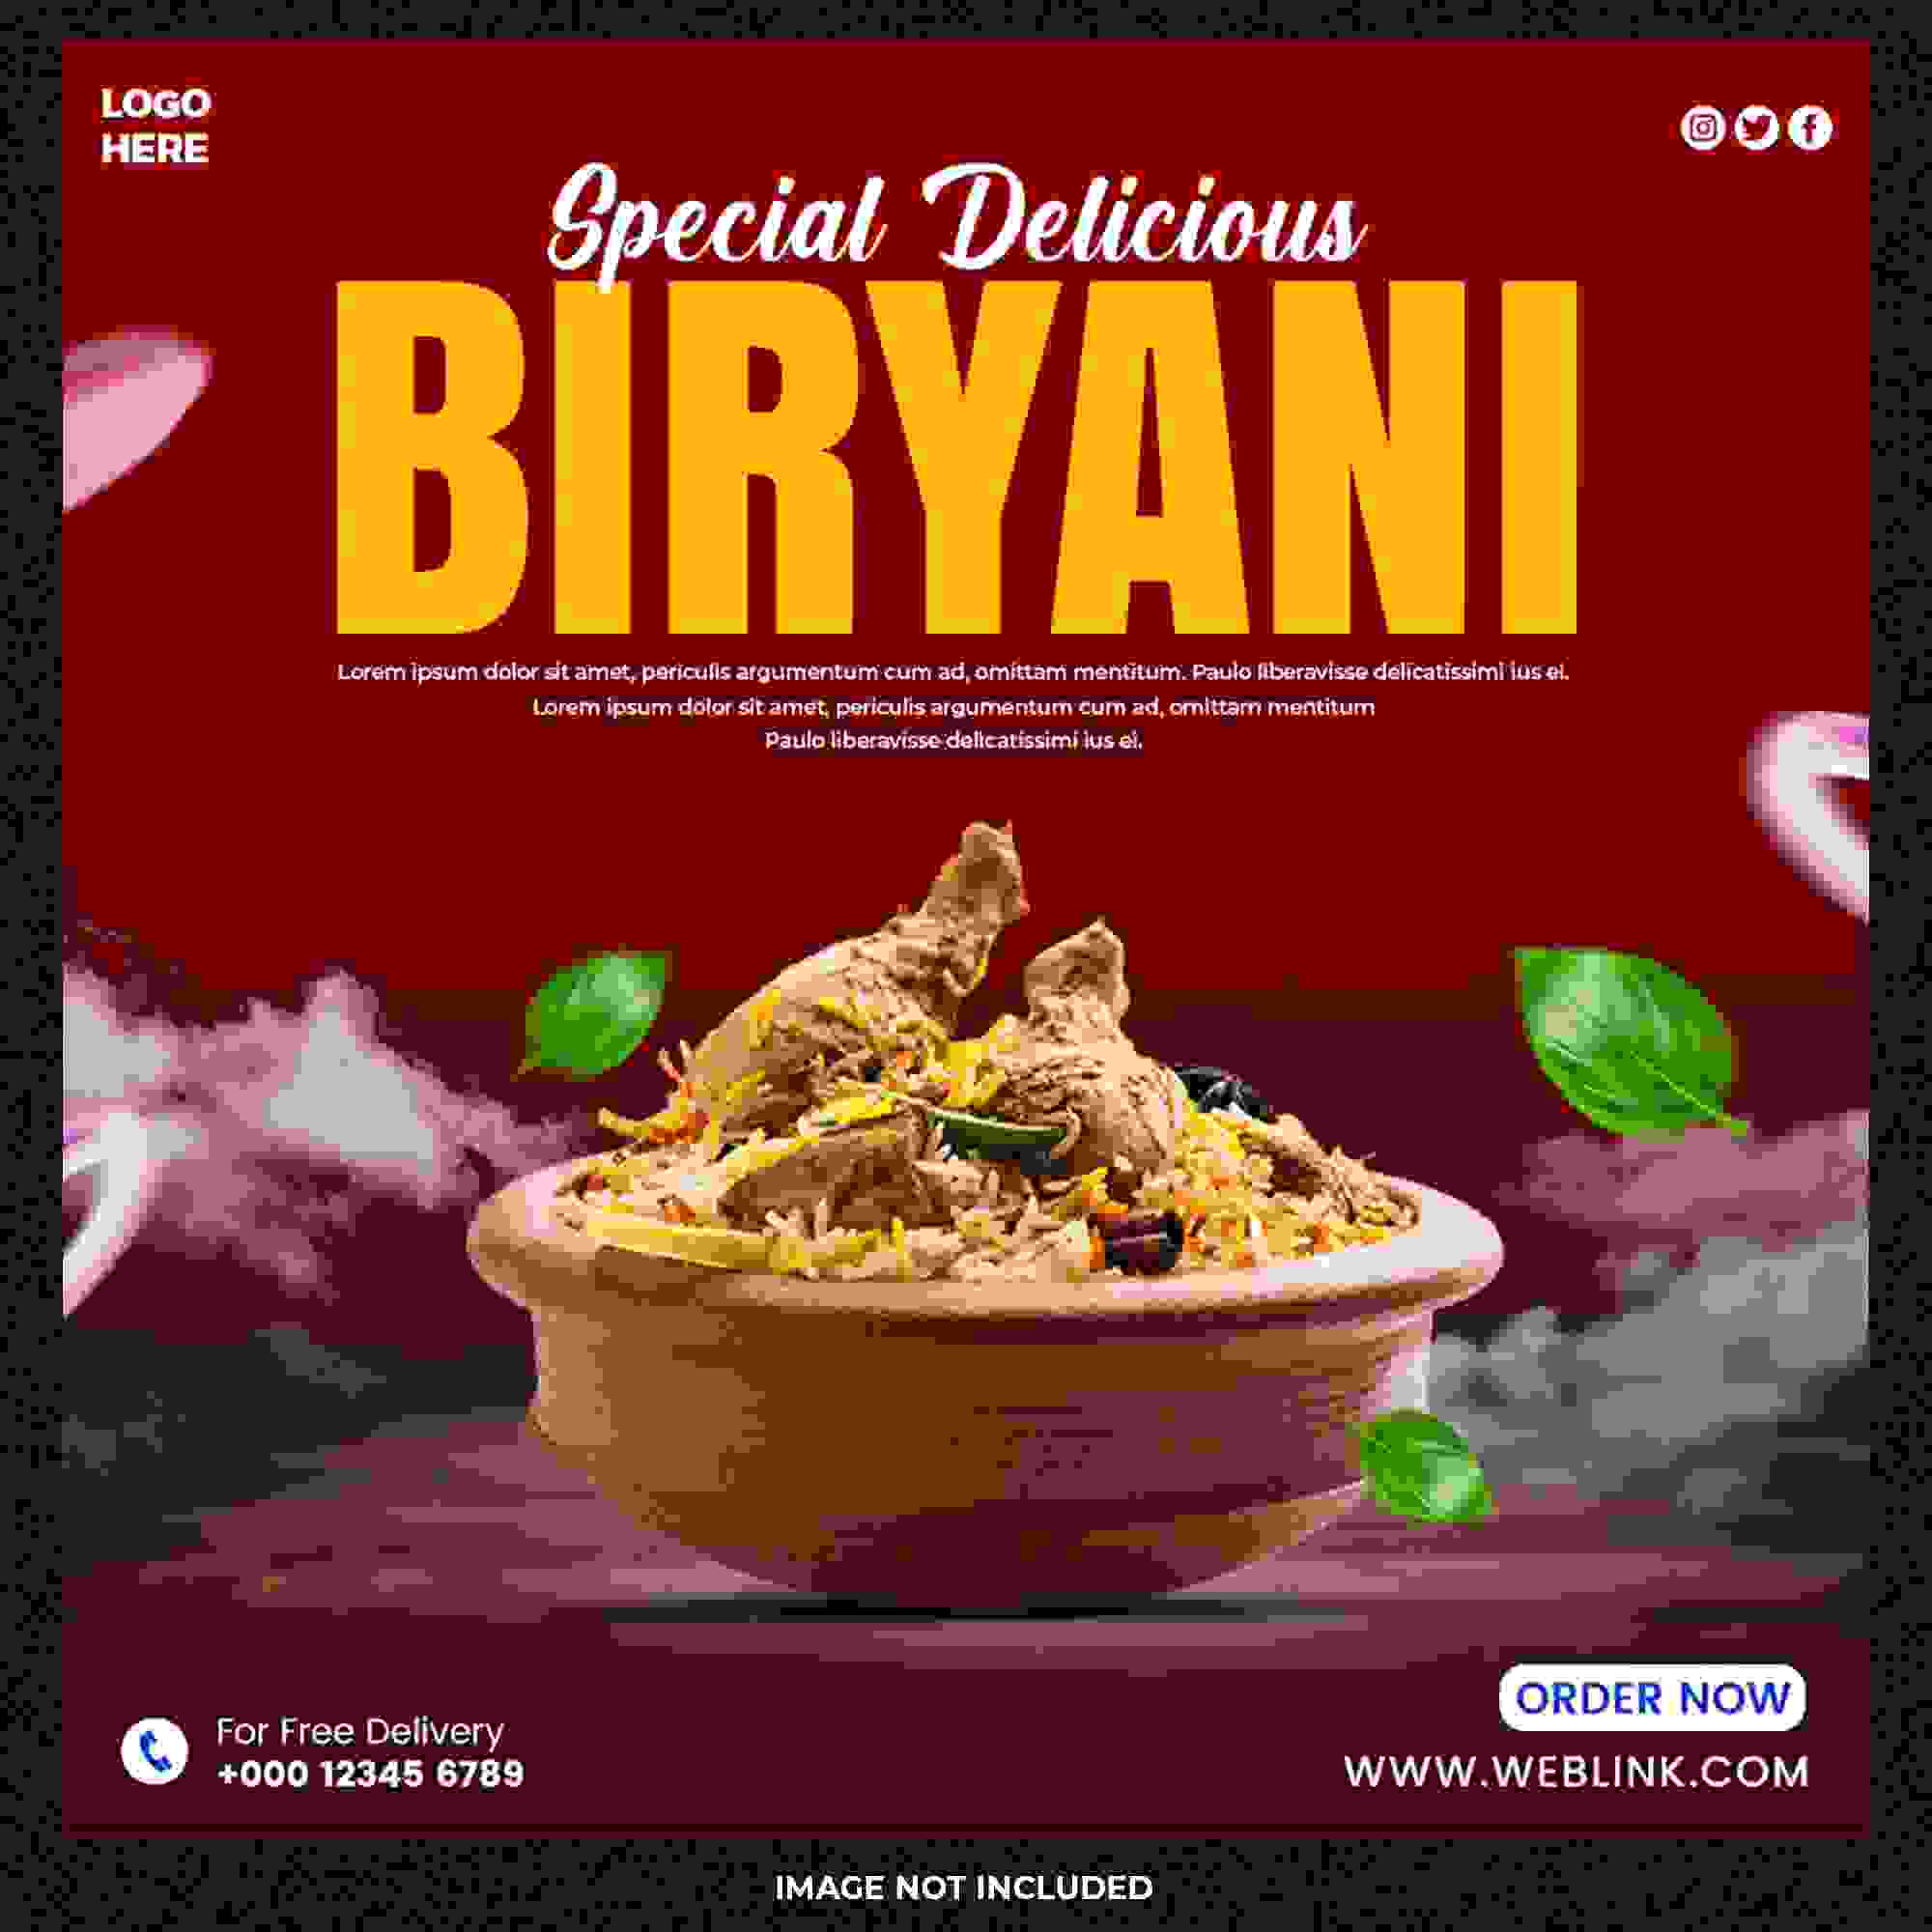 LOGO
HERE
Special Delicious
BIRYANI
Lorem ipsum dolor sit amet, periculis argumentum cum ad, omittam mentitum. Paulo liberavisse delicatissimi ius ei.
Lorem ipsum dolor sit amet, periculis argumentum cum ad, omittam mentitum
Paulo liberavisse delicatissimi ius ei.
ORDER NOW
For Free Delivery
+000 12345 6789
WWW.WEBLINK.COM
IMAGE NOT INCLUDED